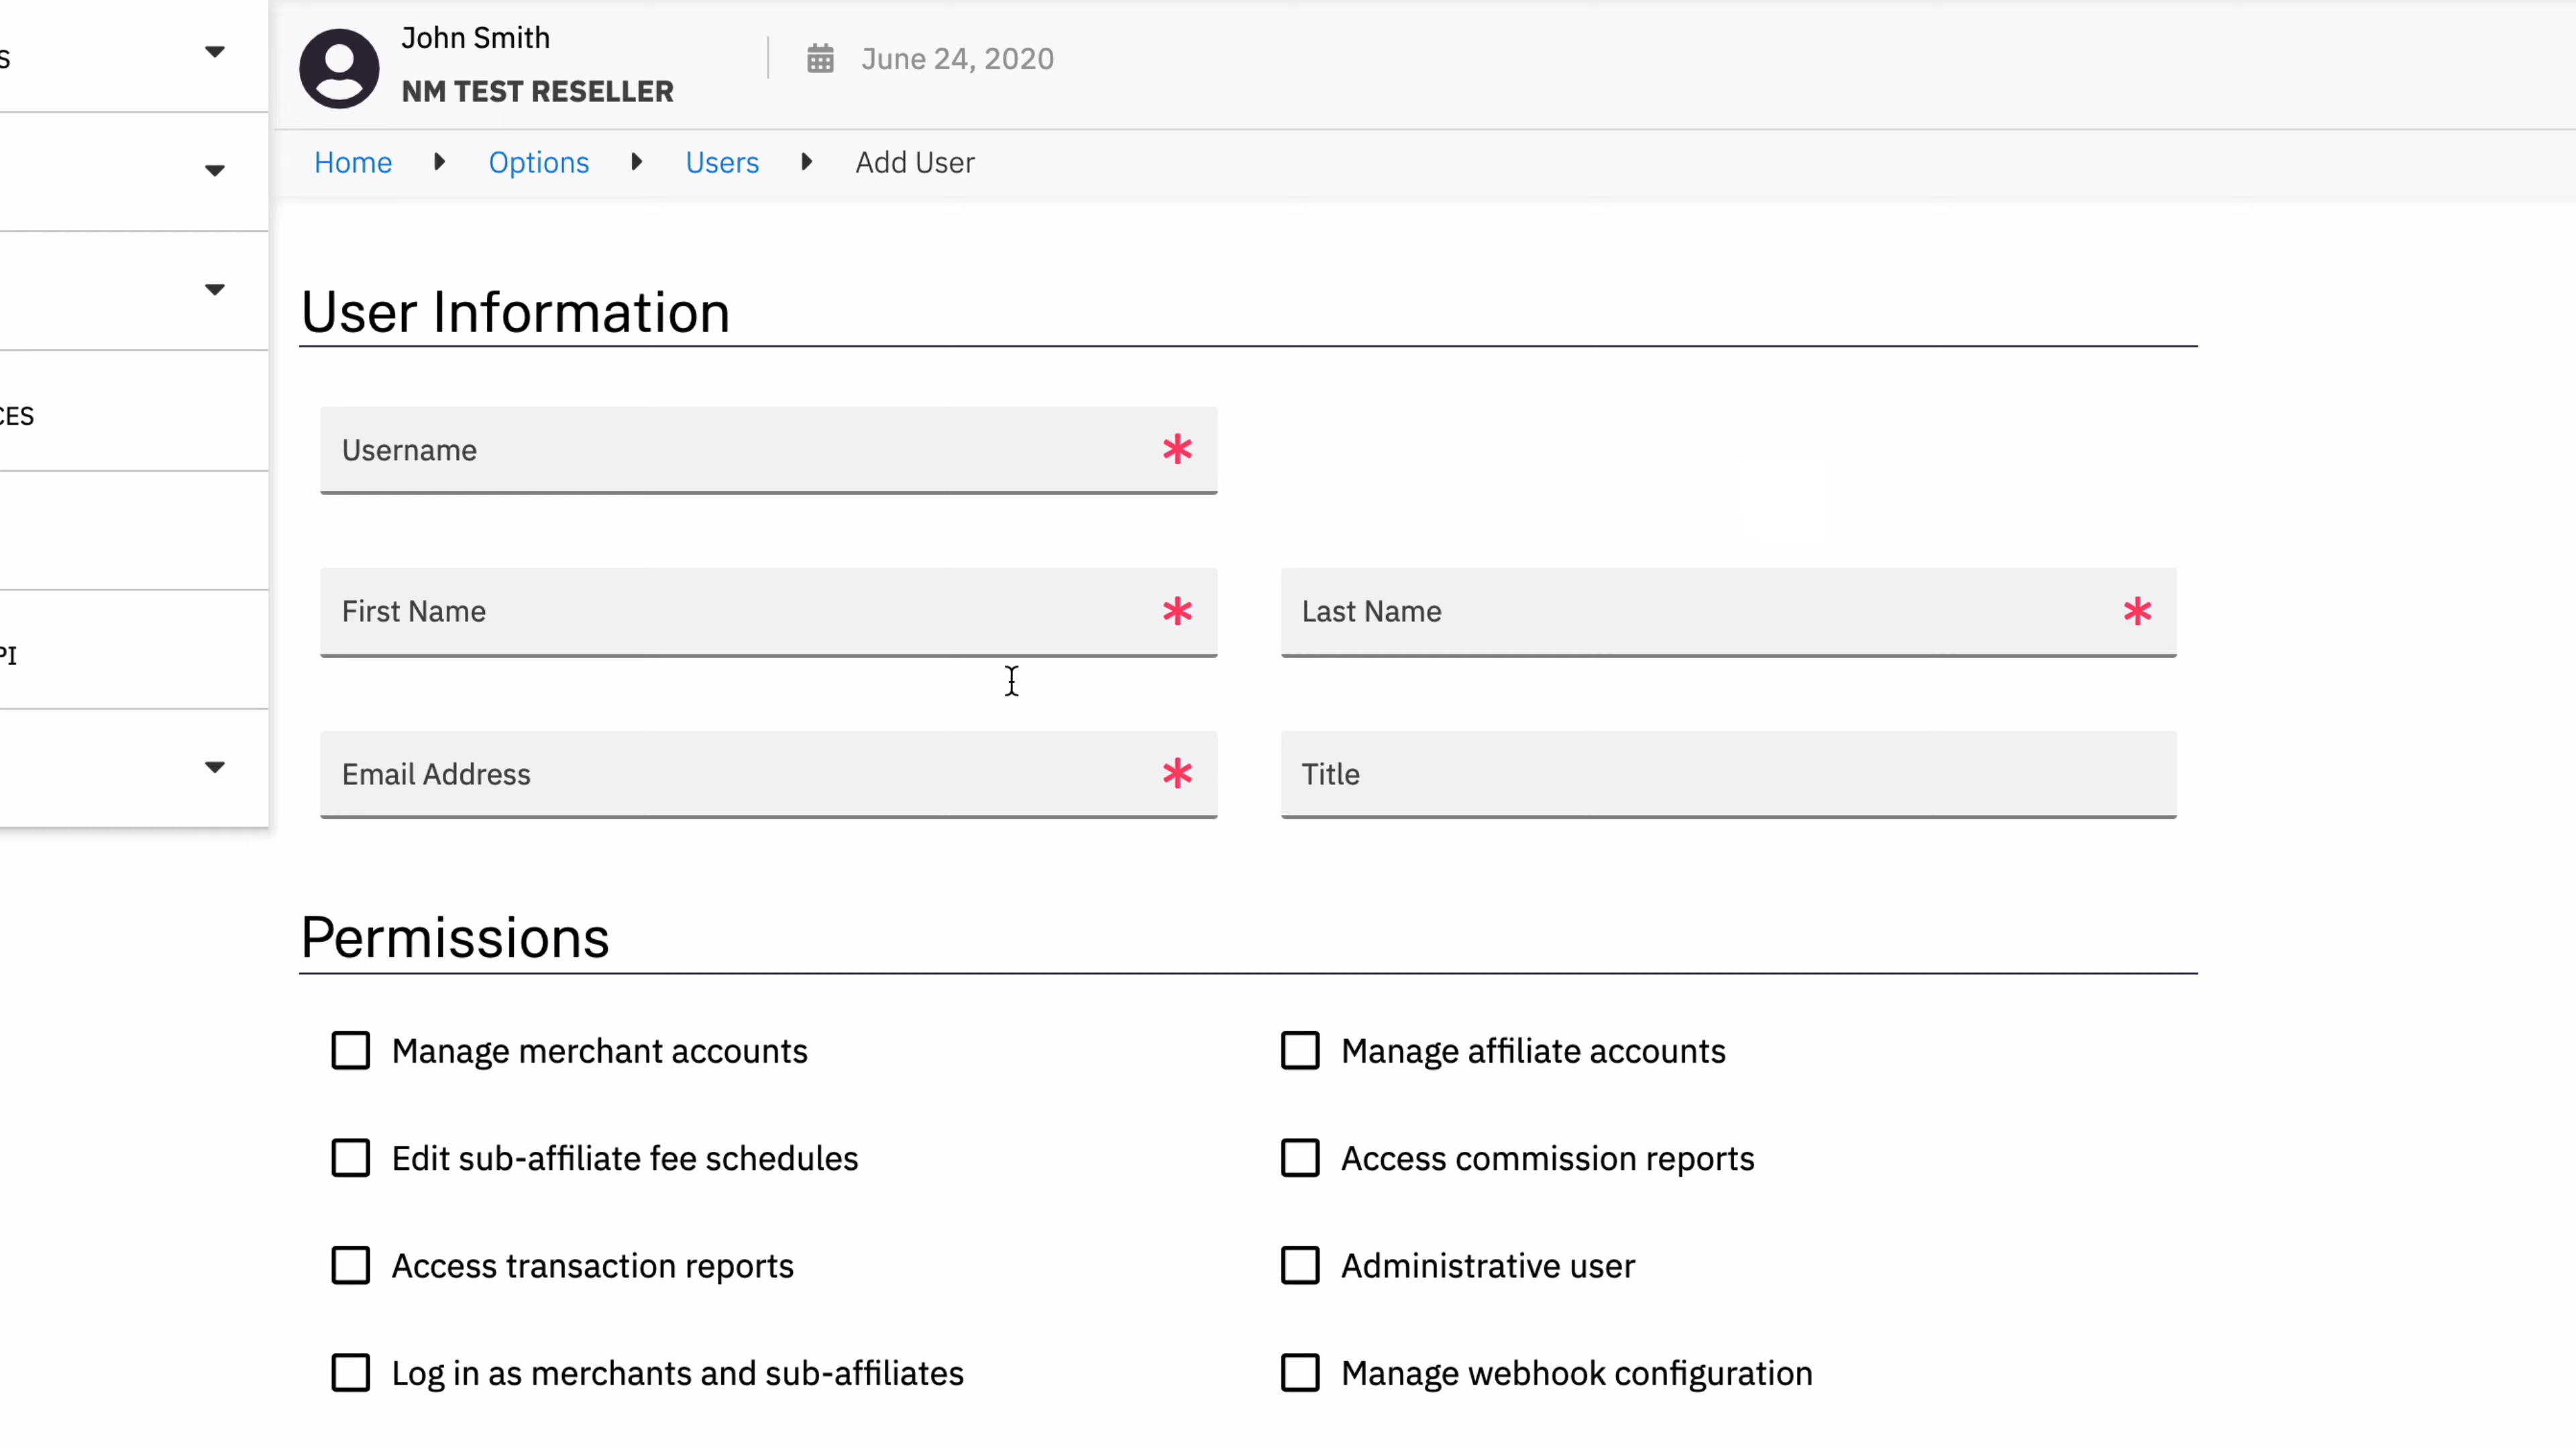 John Smith
NM TEST RESELLER
June 24, 2020
Home Options Users Add User
S
CES
PI
User Information
Username *
First Name *
Last Name *
Email Address *
Title
Permissions
Manage merchant accounts
Manage affiliate accounts
Edit sub-affiliate fee schedules
Access commission reports
Access transaction reports
Administrative user
Log in as merchants and sub-affiliates
Manage webhook configuration